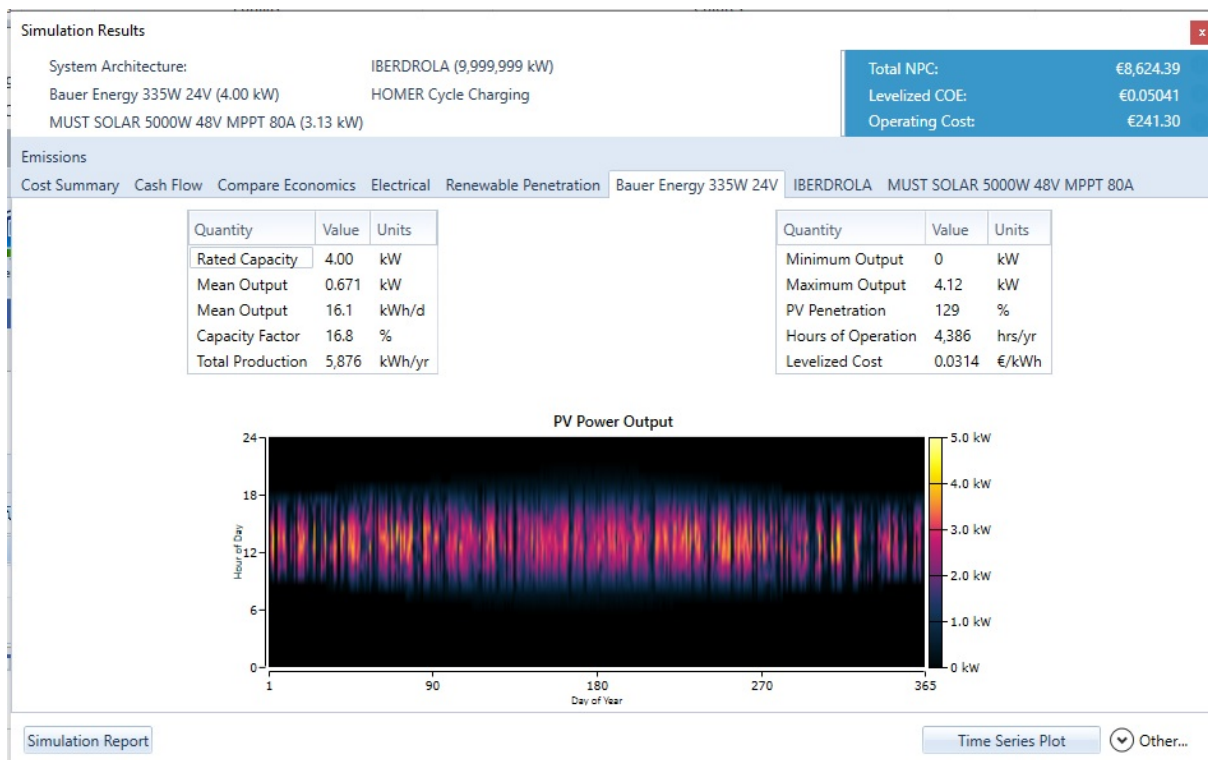 Simulation Results
x
System Architecture:
IBERDROLA (9,999,999 kW)
Bauer Energy 335W 24V (4.00 kW)
HOMER Cycle Charging
MUST SOLAR 5000W 48V MPPT 80A (3.13 kW)
Total NPC: €8,624.39
Levelized COE: €0.05041
Operating Cost: €241.30
Emissions
Cost Summary Cash Flow Compare Economics Electrical Renewable Penetration Bauer Energy 335W 24V IBERDROLA MUST SOLAR 5000W 48V MPPT 80A
Quantity Value Units
Rated Capacity 4.00 kW
Mean Output 0.671 kW
Mean Output 16.1 kWh/d
Capacity Factor 16.8 %
Total Production 5,876 kWh/yr
Quantity Value Units
Minimum Output 0 kW
Maximum Output 4.12 kW
PV Penetration 129 %
Hours of Operation 4,386 hrs/yr
Levelized Cost 0.0314 €/kWh
PV Power Output
24
18
12
6
0
Hour of Day
1 90 180 270 365
Day of Year
5.0 kW
4.0 kW
3.0 kW
2.0 kW
1.0 kW
0 kW
Simulation Report
Time Series Plot
Other...